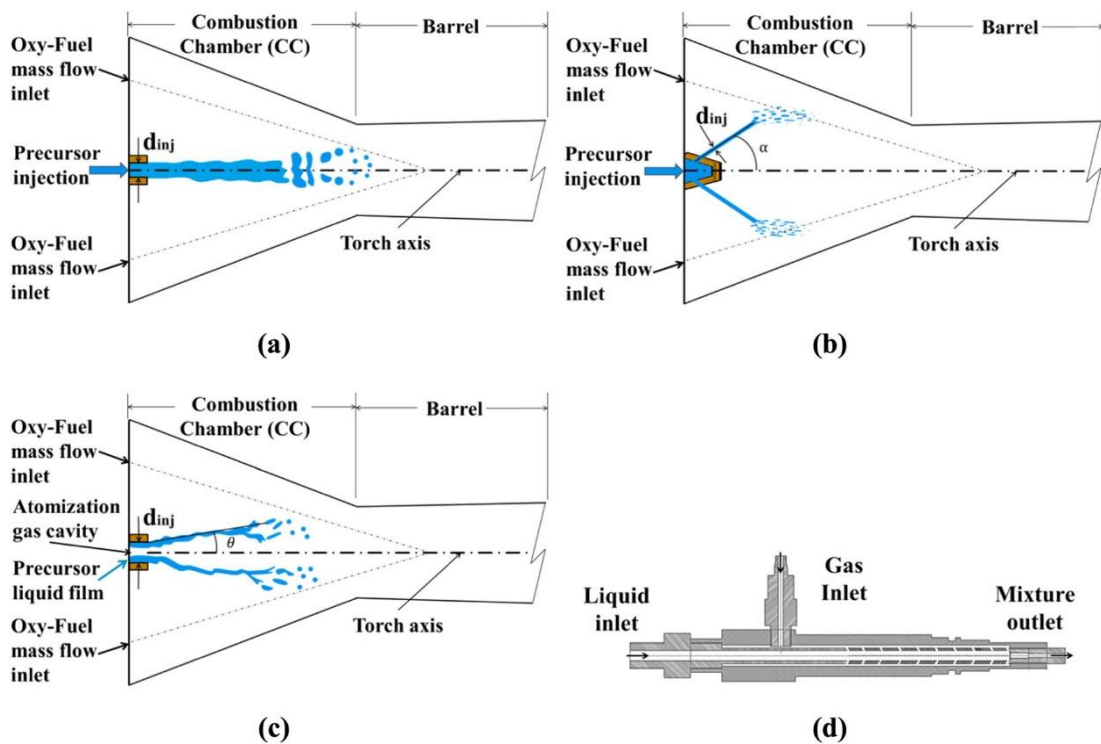 Combustion
Chamber (CC)
Barrel
Oxy-Fuel
mass flow
inlet
dinj
Precursor
injection
Oxy-Fuel
mass flow
inlet
Torch axis
(a)
Combustion
Chamber (CC)
Barrel
Oxy-Fuel
mass flow
inlet
dinj
α
Precursor
injection
Oxy-Fuel
mass flow
inlet
Torch axis
(b)
Combustion
Chamber (CC)
Barrel
Oxy-Fuel
mass flow
inlet
Atomization
gas cavity
dinj
θ
Precursor
liquid film
Oxy-Fuel
mass flow
inlet
Torch axis
(c)
Liquid
inlet
Gas
Inlet
Mixture
outlet
(d)